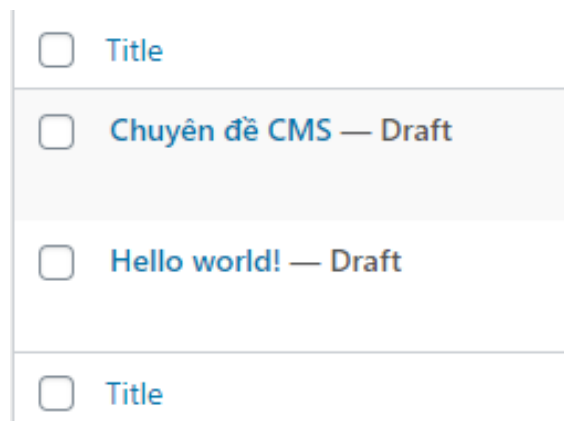 Title
Chuyên đề CMS — Draft
Hello world! — Draft
Title